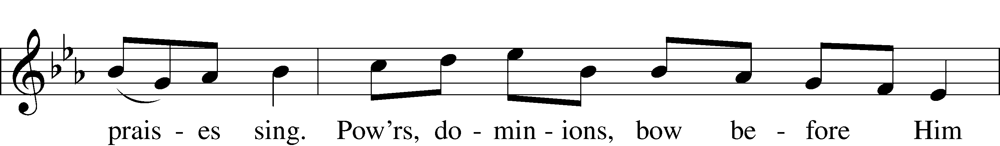 prais - es sing. Pow'rs, do - min - ions, bow be - fore Him